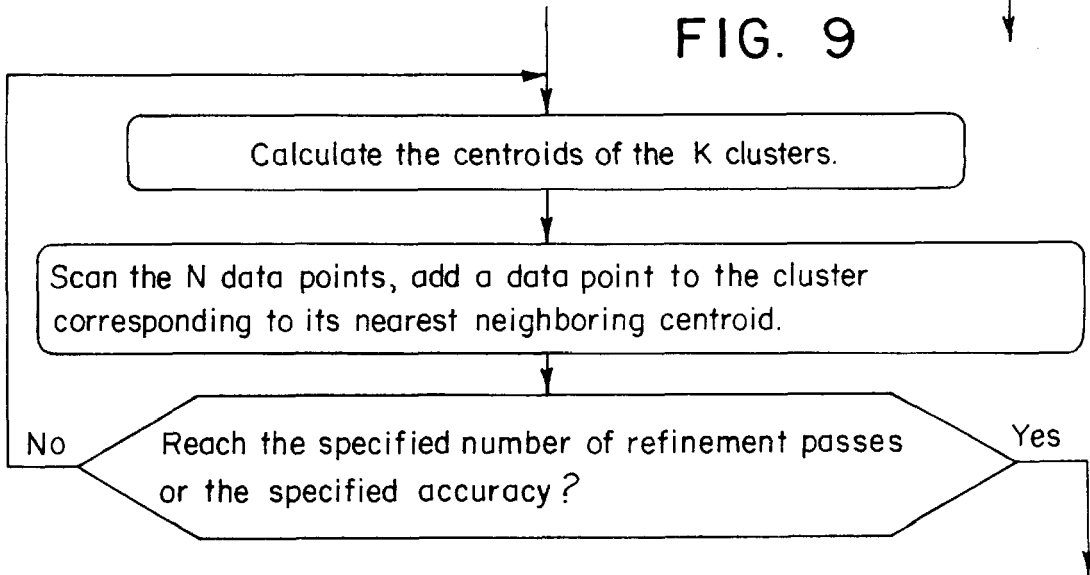 FIG. 9
Calculate the centroids of the K clusters.
Scan the N data points, add a data point to the cluster
corresponding to its nearest neighboring centroid.
No
Reach the specified number of refinement passes
or the specified accuracy?
Yes